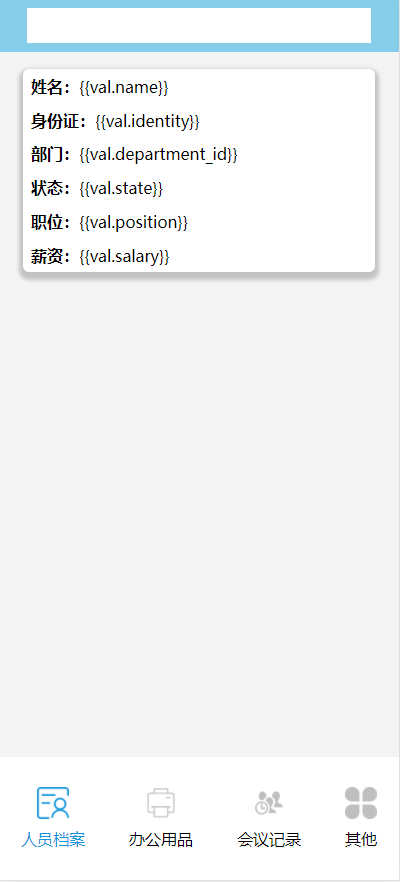 姓名：{{val.name}}
身份证：{{val.identity}}
部门：{{val.department_id}}
状态：{{val.state}}
职位：{{val.position}}
薪资：{{val.salary}}
人员档案 办公用品 会议记录 其他